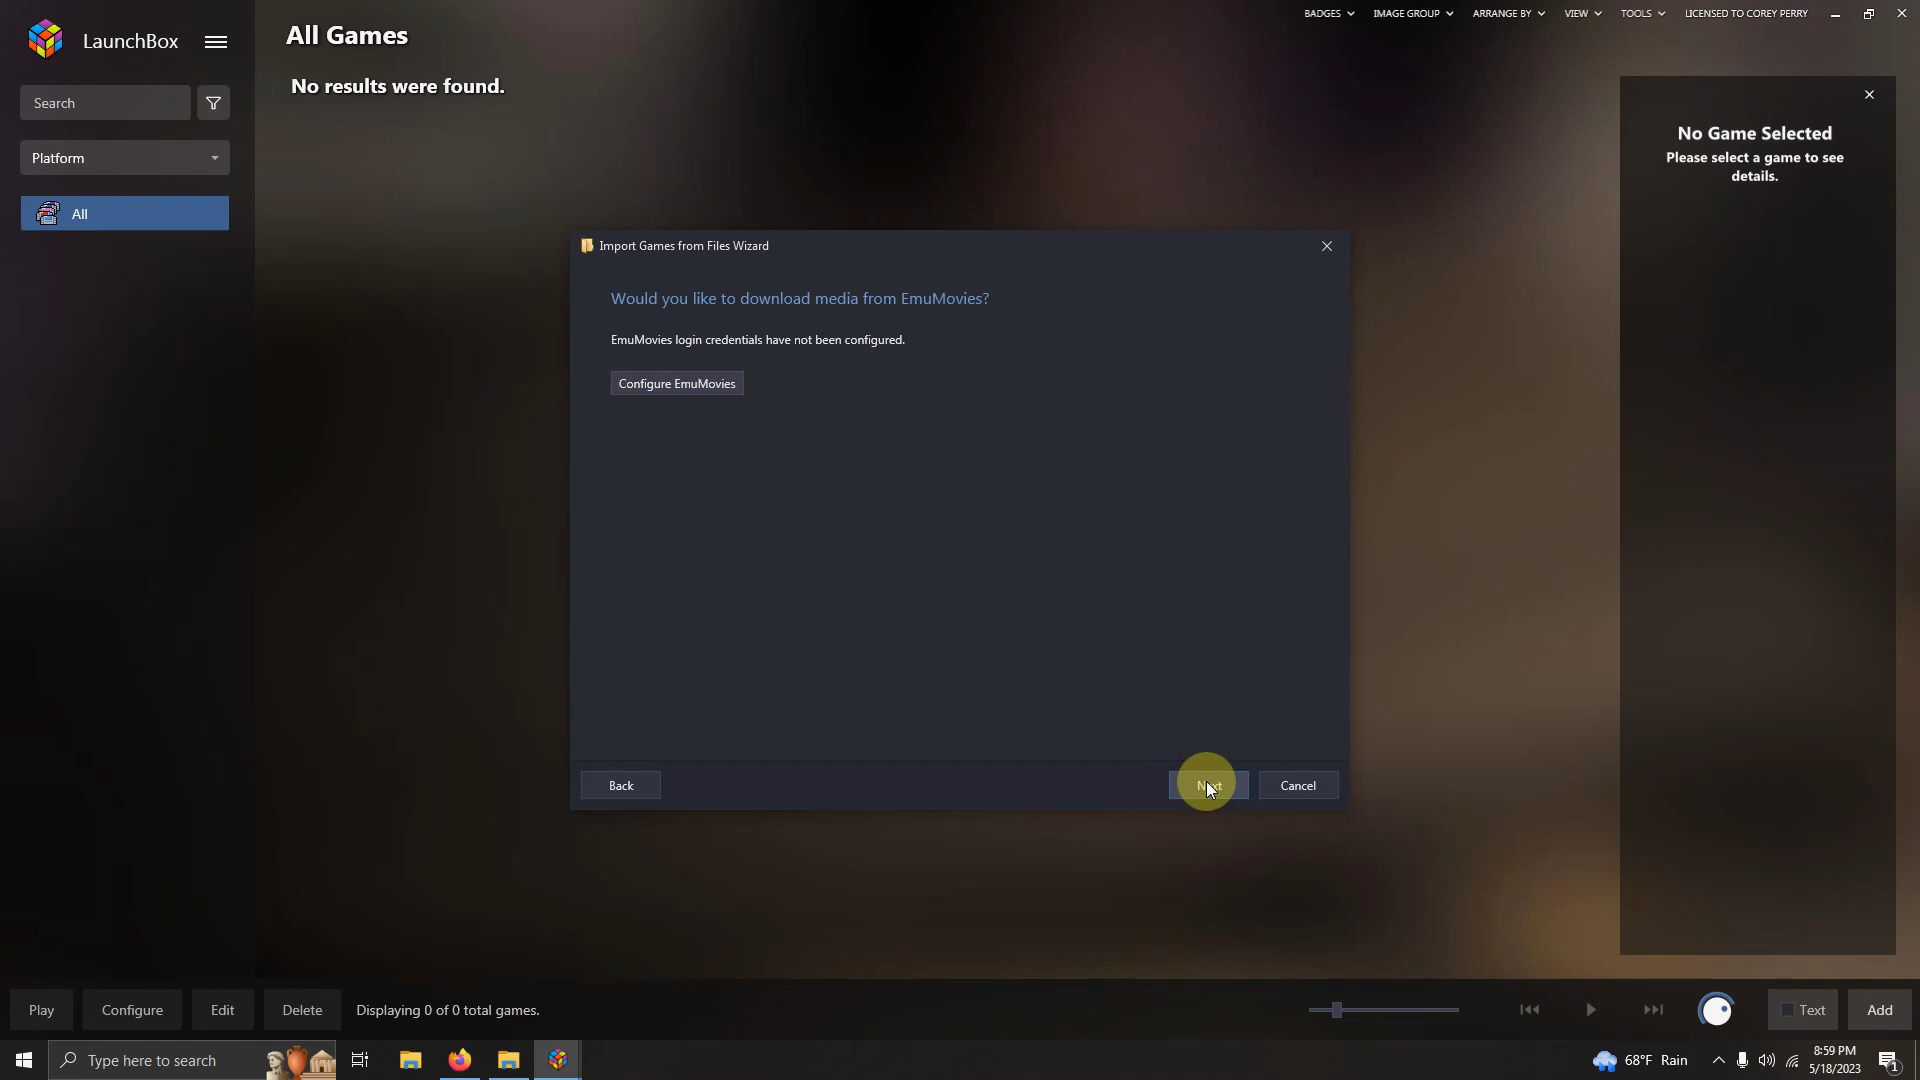 LaunchBox
Search
Platform
All
All Games
No results were found.
BADGES
IMAGE GROUP
ARRANGE BY
VIEW
TOOLS
LICENSED TO COREY PERRY
No Game Selected
Please select a game to see
details.
Import Games from Files Wizard
Would you like to download media from EmuMovies?
EmuMovies login credentials have not been configured.
Configure EmuMovies
Back
Next
Cancel
Play
Configure
Edit
Delete
Displaying 0 of 0 total games.
Text
Add
Type here to search
68°F Rain
8:59 PM
5/18/2023
1